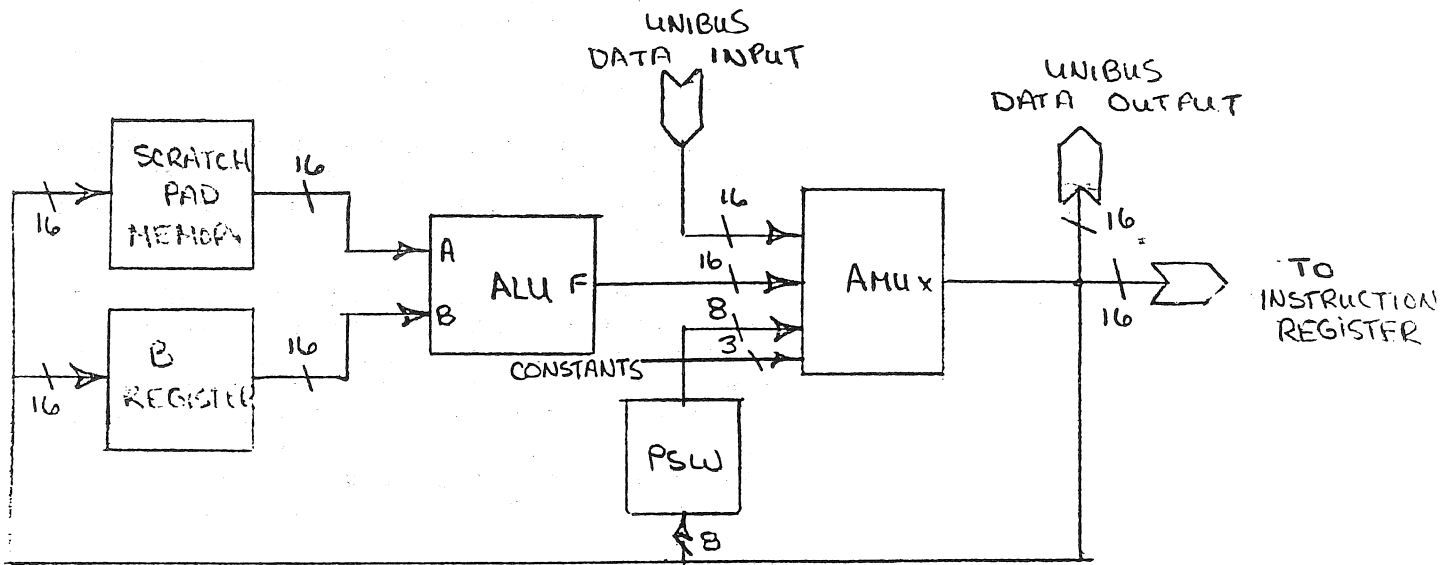 UNIBUS
DATA INPUT
UNIBUS
DATA OUTPUT
SCRATCH
PAD
MEMORY
16
16
A
B
ALU F
16
16
8
3
CONSTANTS
AMUX
16
16
TO
INSTRUCTION
REGISTER
B
REGISTER
16
16
PSW
8